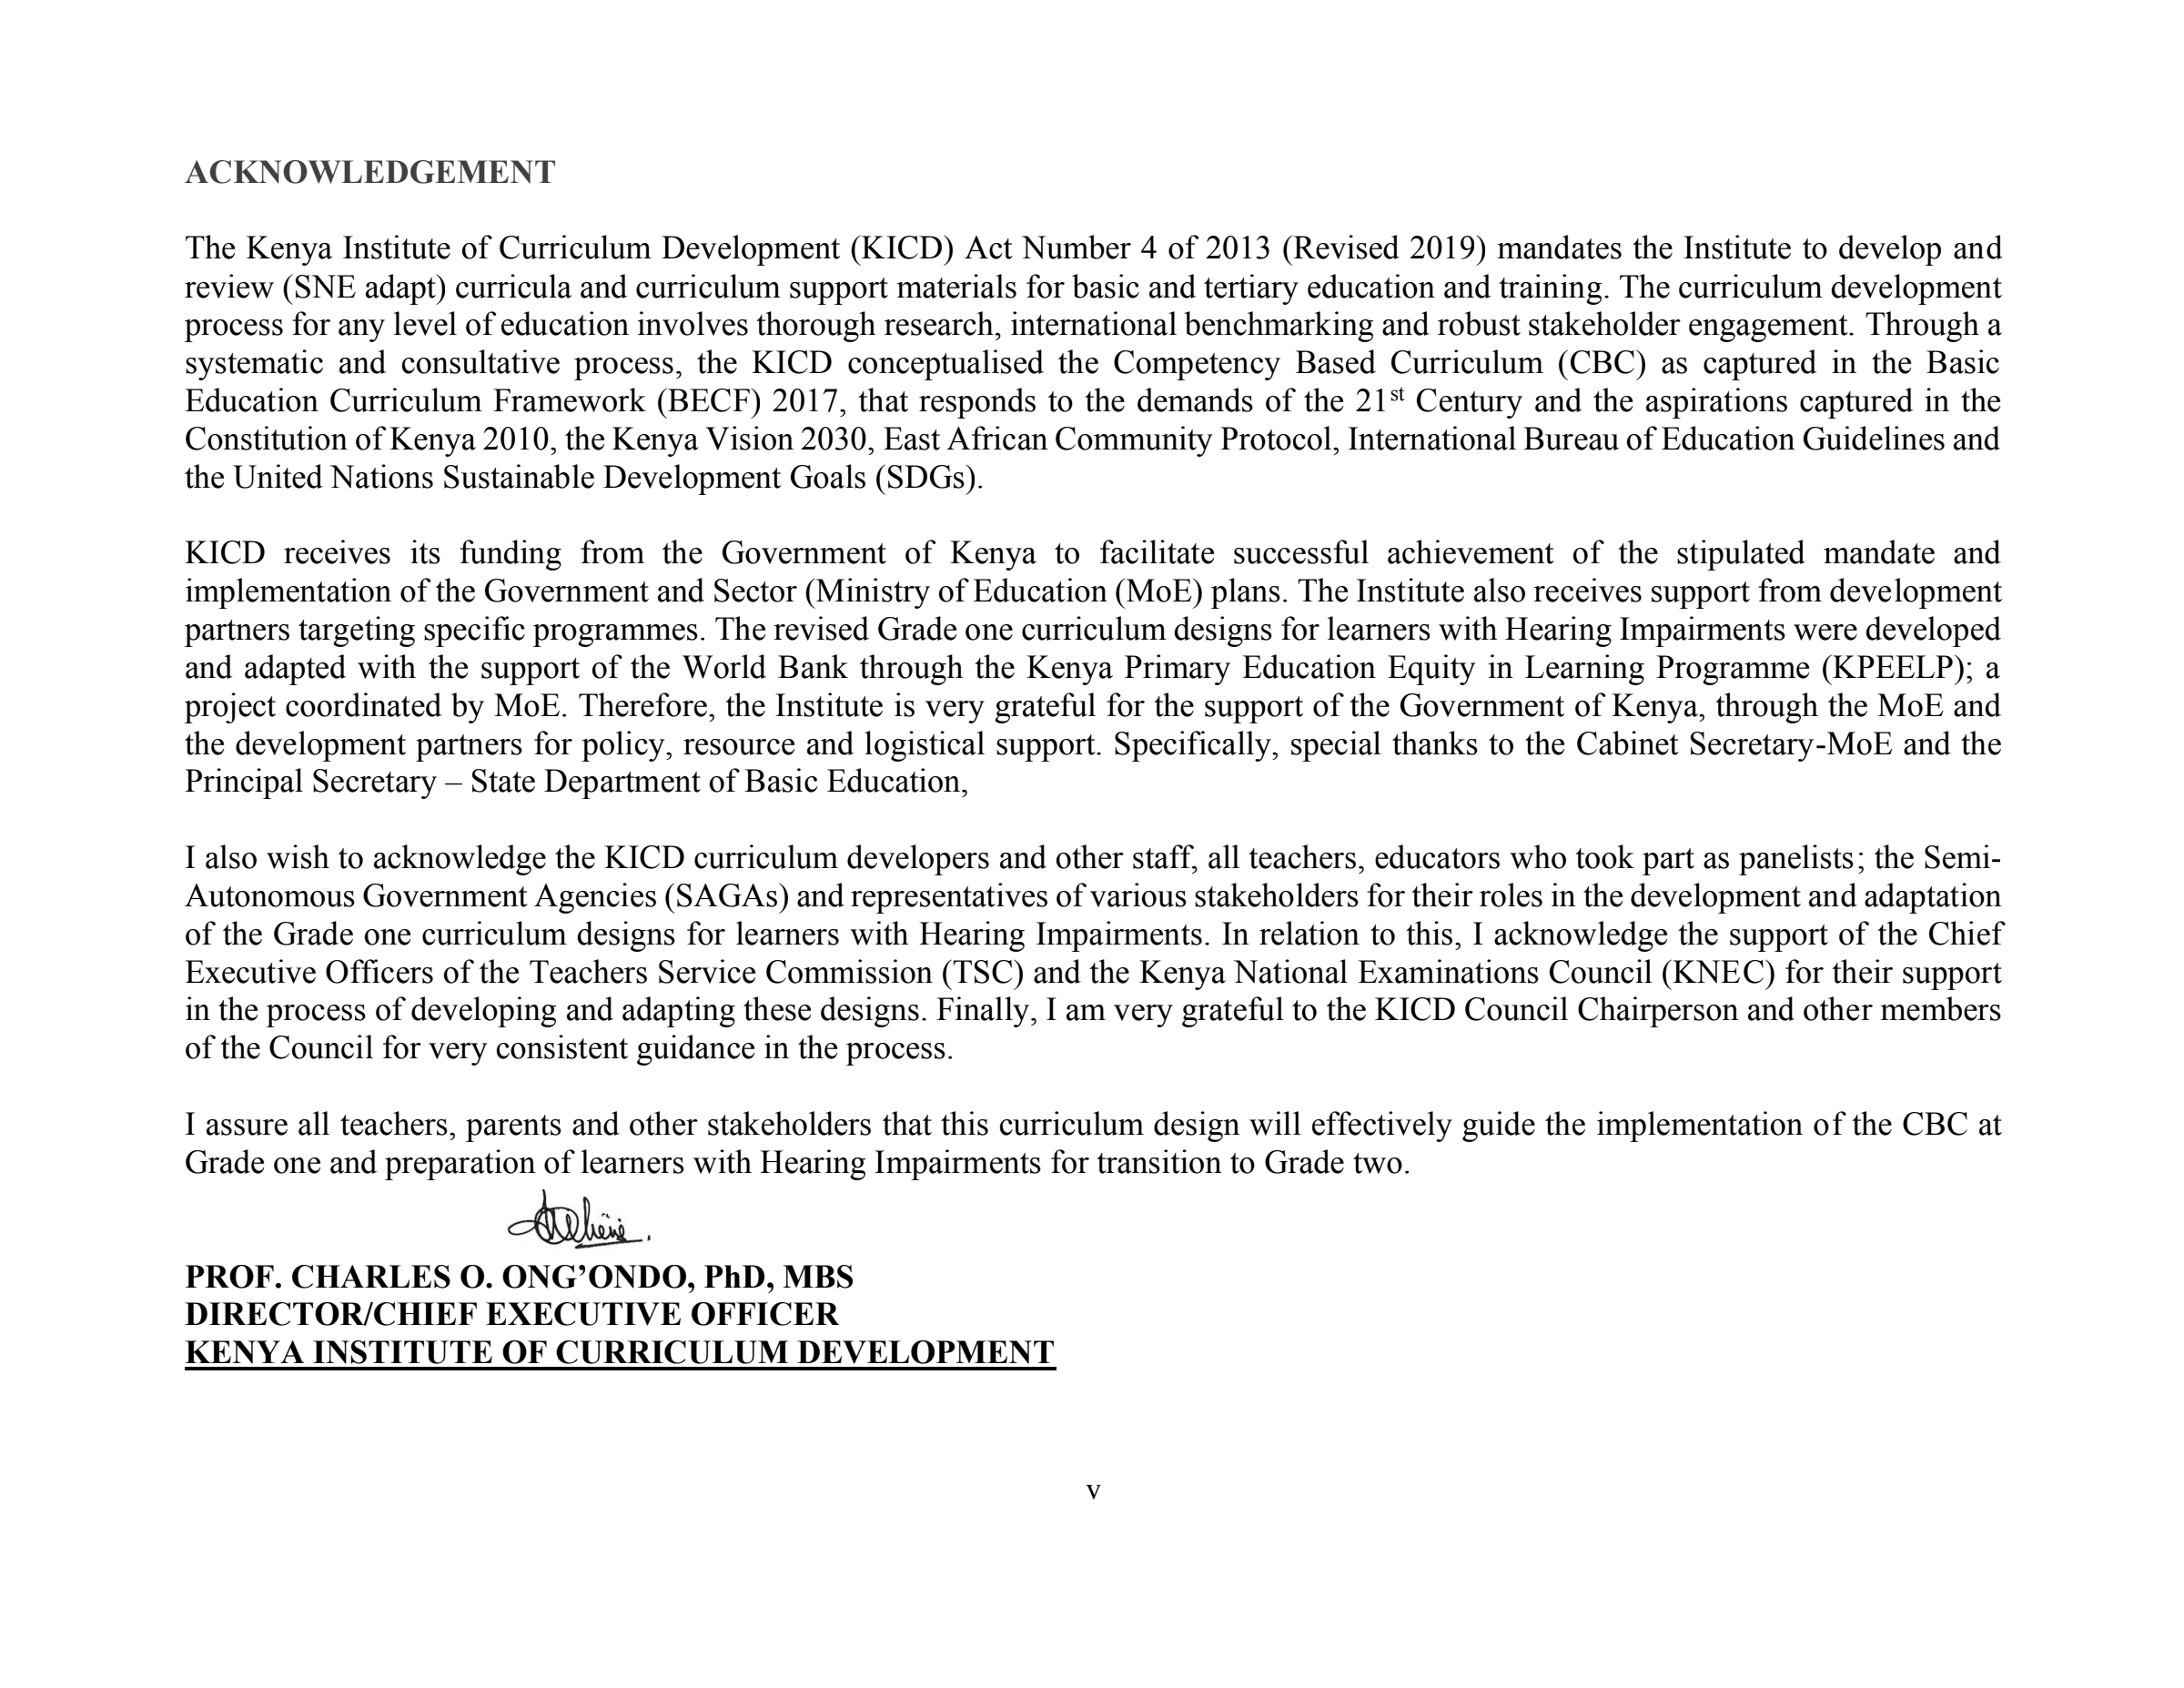 ACKNOWLEDGEMENT
The Kenya Institute of Curriculum Development (KICD) Act Number 4 of 2013 (Revised 2019) mandates the Institute to develop and
review (SNE adapt) curricula and curriculum support materials for basic and tertiary education and training. The curriculum development
process for any level of education involves thorough research, international benchmarking and robust stakeholder engagement. Through a
systematic and consultative process, the KICD conceptualised the Competency Based Curriculum (CBC) as captured in the Basic
Education Curriculum Framework (BECF) 2017, that responds to the demands of the 21st Century and the aspirations captured in the
Constitution of Kenya 2010, the Kenya Vision 2030, East African Community Protocol, International Bureau of Education Guidelines and
the United Nations Sustainable Development Goals (SDGs).
KICD receives its funding from the Government of Kenya to facilitate successful achievement of the stipulated mandate and
implementation of the Government and Sector (Ministry of Education (MoE) plans. The Institute also receives support from development
partners targeting specific programmes. The revised Grade one curriculum designs for learners with Hearing Impairments were developed
and adapted with the support of the World Bank through the Kenya Primary Education Equity in Learning Programme (KPEELP); a
project coordinated by MoE. Therefore, the Institute is very grateful for the support of the Government of Kenya, through the MoE and
the development partners for policy, resource and logistical support. Specifically, special thanks to the Cabinet Secretary-MoE and the
Principal Secretary – State Department of Basic Education,
I also wish to acknowledge the KICD curriculum developers and other staff, all teachers, educators who took part as panelists; the Semi-
Autonomous Government Agencies (SAGAs) and representatives of various stakeholders for their roles in the development and adaptation
of the Grade one curriculum designs for learners with Hearing Impairments. In relation to this, I acknowledge the support of the Chief
Executive Officers of the Teachers Service Commission (TSC) and the Kenya National Examinations Council (KNEC) for their support
in the process of developing and adapting these designs. Finally, I am very grateful to the KICD Council Chairperson and other members
of the Council for very consistent guidance in the process.
I assure all teachers, parents and other stakeholders that this curriculum design will effectively guide the implementation of the CBC at
Grade one and preparation of learners with Hearing Impairments for transition to Grade two.
PROF. CHARLES O. ONG’ONDO, PhD, MBS
DIRECTOR/CHIEF EXECUTIVE OFFICER
KENYA INSTITUTE OF CURRICULUM DEVELOPMENT
v